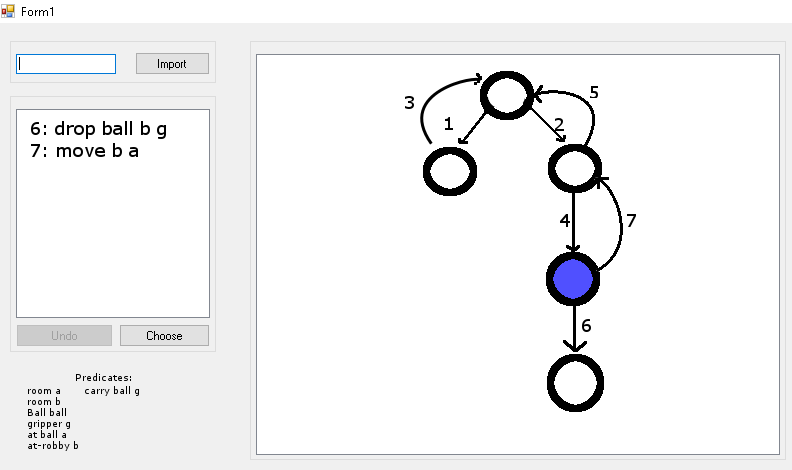 Form1
Import
6: drop ball b g
7: move b a
Undo
Choose
Predicates:
room a carry ball g
room b
Ball ball
gripper g
at ball a
at-robby b
3
1
2
5
4
7
6